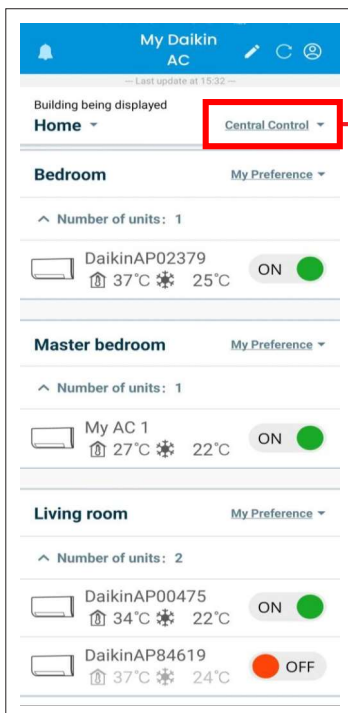 My Daikin
AC
— Last update at 15:32 —
Building being displayed
Home
Central Control
Bedroom
My Preference
Number of units: 1
DaikinAP02379
37°C 25°C
ON
Master bedroom
My Preference
Number of units: 1
My AC 1
27°C 22°C
ON
Living room
My Preference
Number of units: 2
DaikinAP00475
34°C 22°C
ON
DaikinAP84619
37°C 24°C
OFF